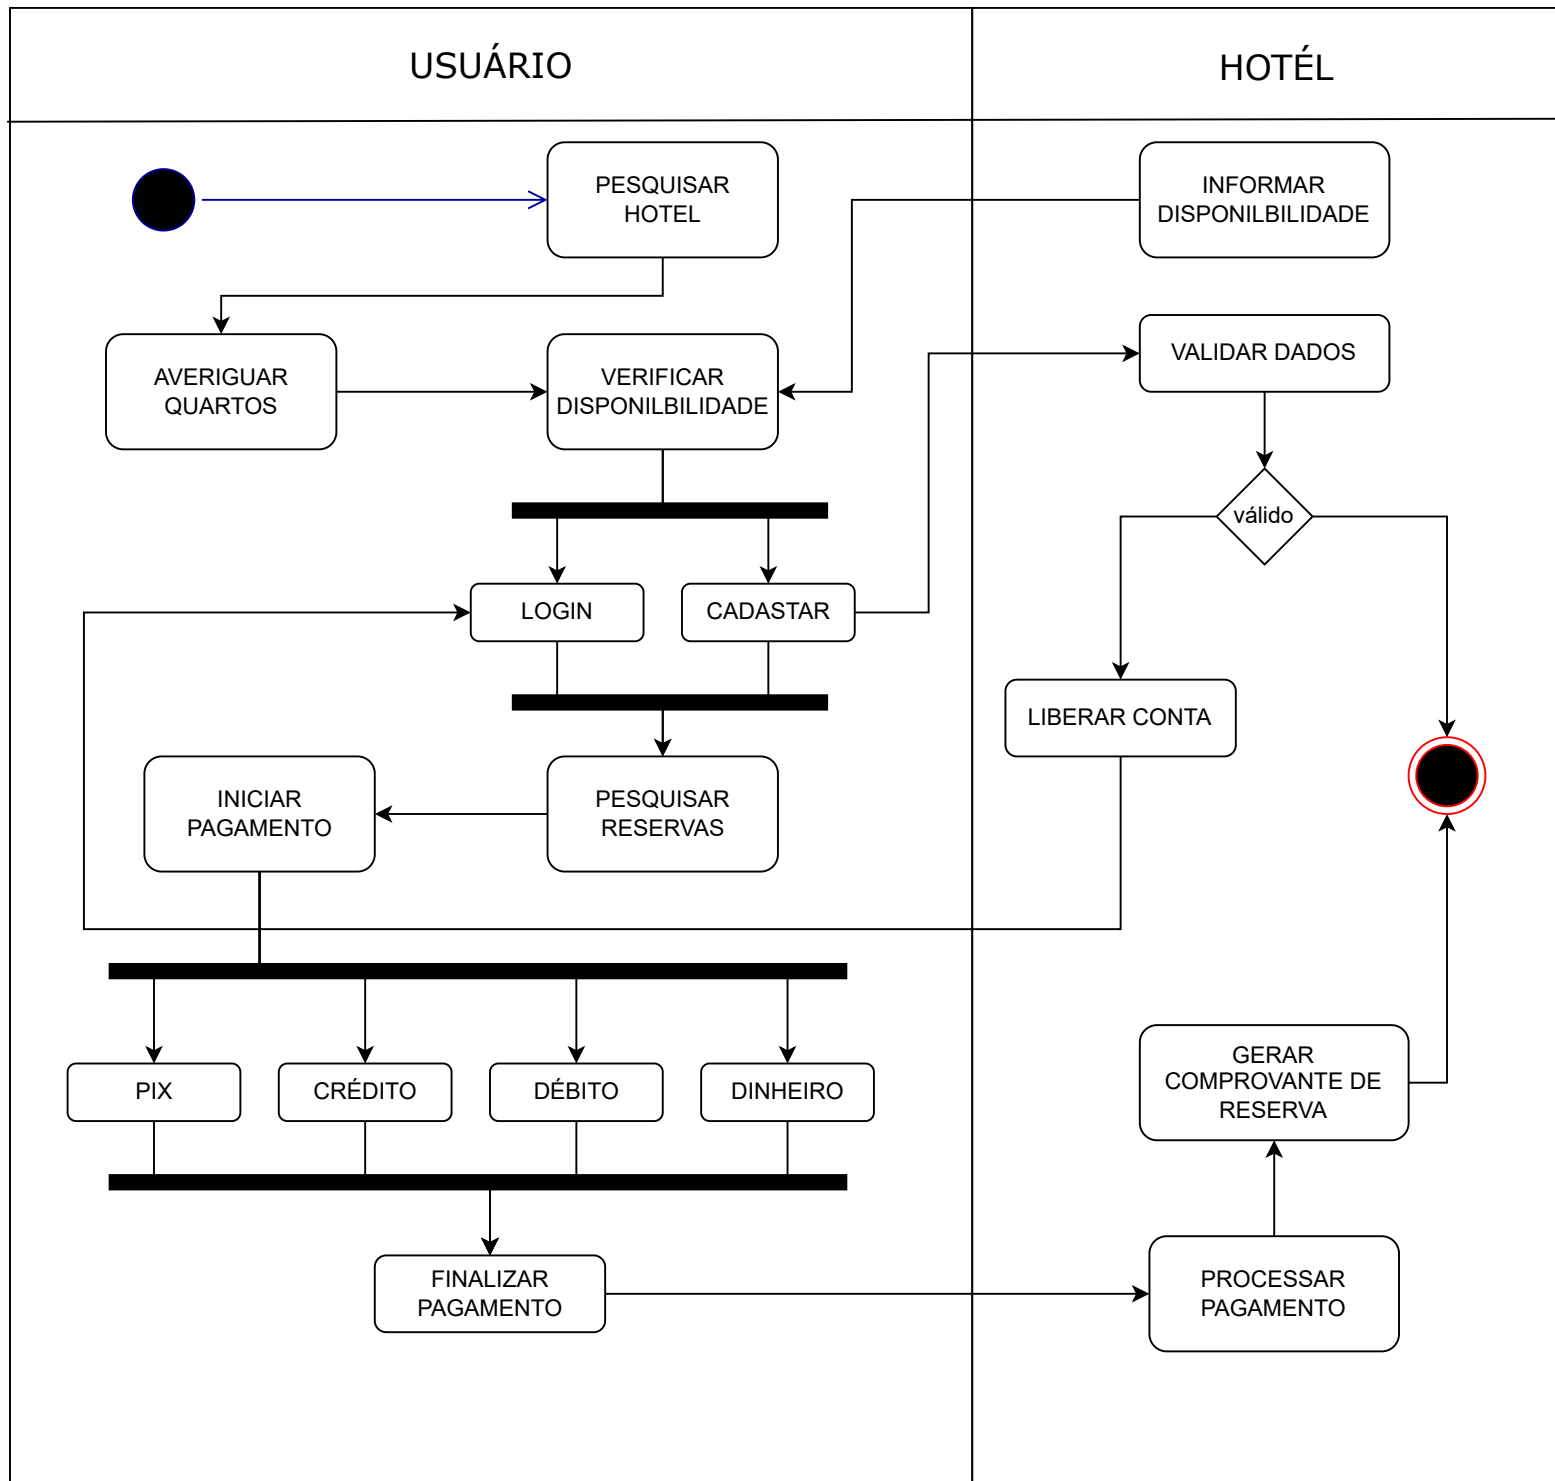 USUÁRIO
HOTÉL
PESQUISAR
HOTEL
INFORMAR
DISPONILBILIDADE
VALIDAR DADOS
AVERIGUAR
QUARTOS
VERIFICAR
DISPONILBILIDADE
válido
LOGIN
CADASTAR
LIBERAR CONTA
INICIAR
PAGAMENTO
PESQUISAR
RESERVAS
PIX
CRÉDITO
DÉBITO
DINHEIRO
GERAR
COMPROVANTE DE
RESERVA
FINALIZAR
PAGAMENTO
PROCESSAR
PAGAMENTO